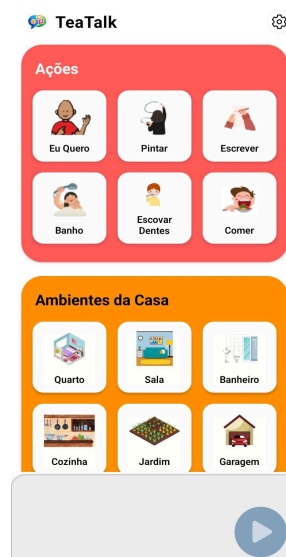 TeaTalk
Ações
Eu Quero
Pintar
Escrever
Banho
Escovar
Dentes
Comer
Ambientes da Casa
Quarto
Sala
Banheiro
Cozinha
Jardim
Garagem